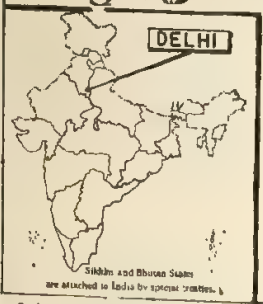 DELHI
Sikkim and Bhutan States
are attached to India by special treaties.